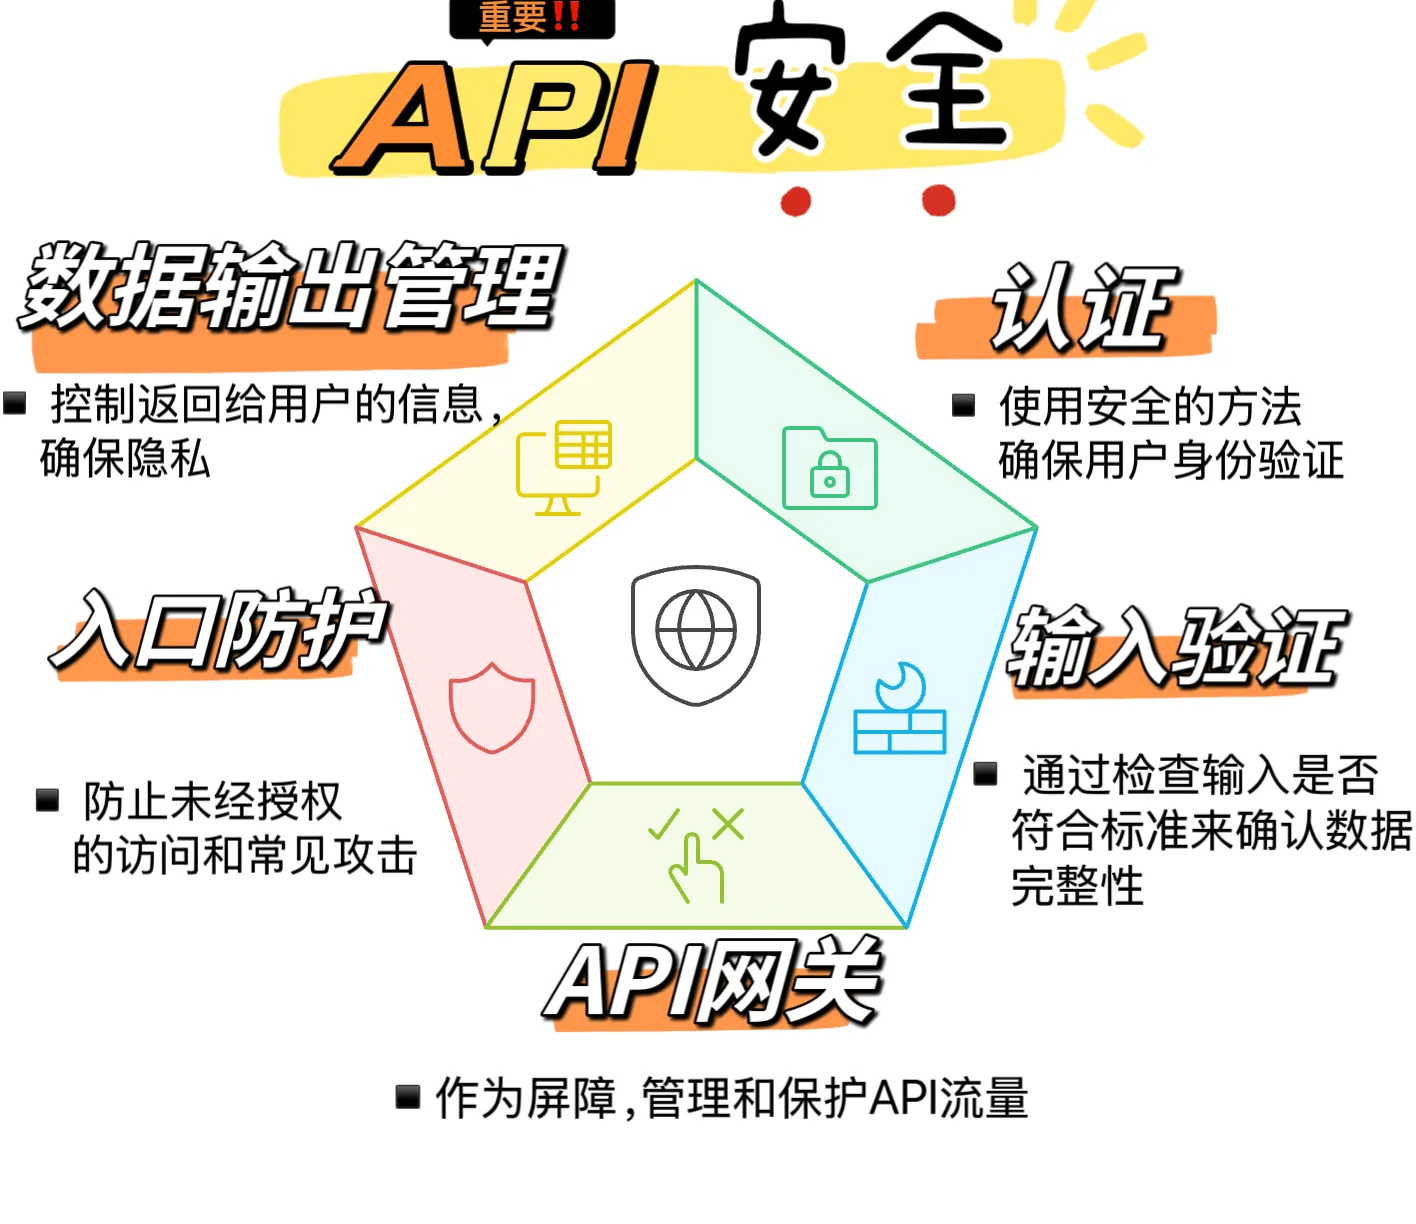 重要!!
API 安全
数据输出管理
控制返回给用户的信息,
确保隐私
认证
使用安全的方法
确保用户身份验证
入口防护
防止未经授权
的访问和常见攻击
输入验证
通过检查输入是否
符合标准来确认数据
完整性
API网关
作为屏障,管理和保护API流量